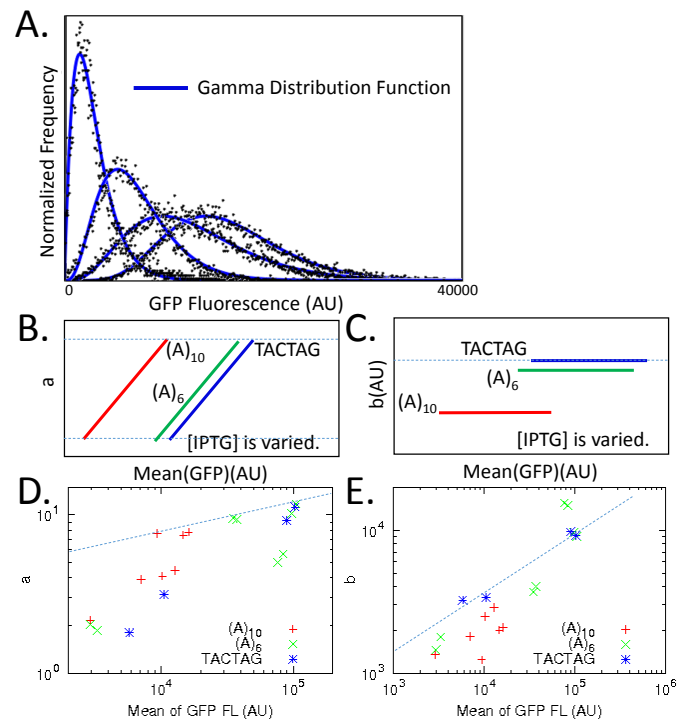 A.
Gamma Distribution Function
Normalized Frequency
0
40000
GFP Fluorescence (AU)
B.
(A)10
TACTAG
(A)6
a
[IPTG] is varied.
Mean(GFP)(AU)
C.
TACTAG
(A)6
(A)10
b(AU)
[IPTG] is varied.
Mean(GFP)(AU)
D.
10^1
a
(A)10
(A)6
TACTAG
10^0
10^4
10^5
Mean of GFP FL (AU)
E.
10^4
b
(A)10
(A)6
TACTAG
10^3
10^3
10^4
10^5
10^6
Mean of GFP FL (AU)